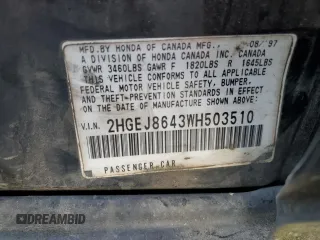 MFD.BY HONDA OF CANADA MFG., 08/'97
A DIVISION OF HONDA CANADA INC. CANADA
GVWR 3460LBS GAWR F 1820LBS R 1645LBS
THIS VEHICLE CONFORMS TO ALL APPLICABLE
FEDERAL MOTOR VEHICLE SAFETY, BUMPER,
AND THEFT PREVENTION STANDARDS IN EFFECT
ON THE DATE OF MANUFACTURE SHOWN ABOVE.
V.I.N. 2HGEJ8643WH503510
PASSENGER CAR
DREAMBID.COM